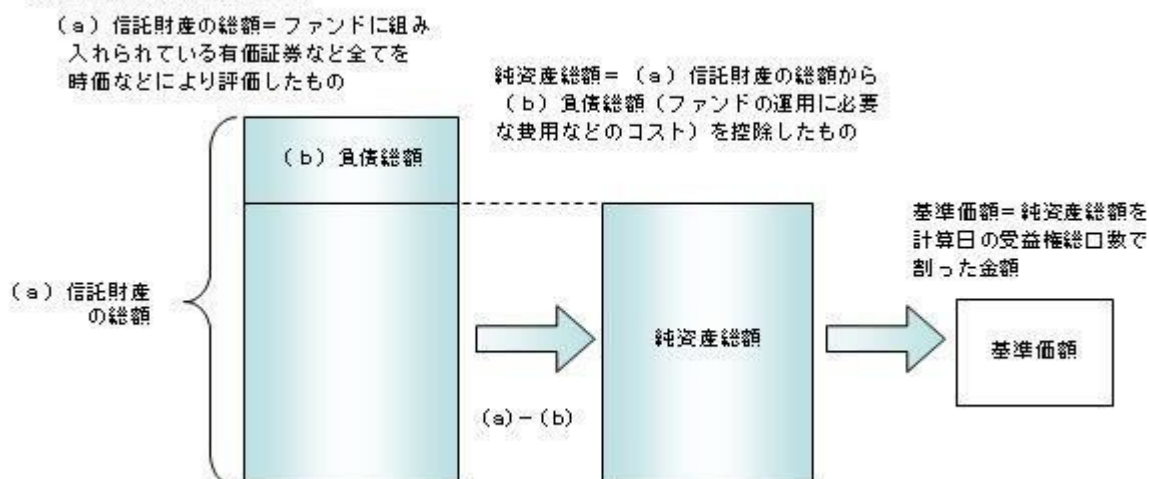 （a）信託財産の総額＝ファンドに組み
入れられている有価証券など全てを
時価などにより評価したもの
純資産総額＝（a）信託財産の総額から
（b）負債総額（ファンドの運用に必要
な費用などのコスト）を控除したもの
（b）負債総額
基準価額＝純資産総額を
計算日の受益権総口数で
割った金額
（a）信託財産
の総額
純資産総額
基準価額
（a）－（b）